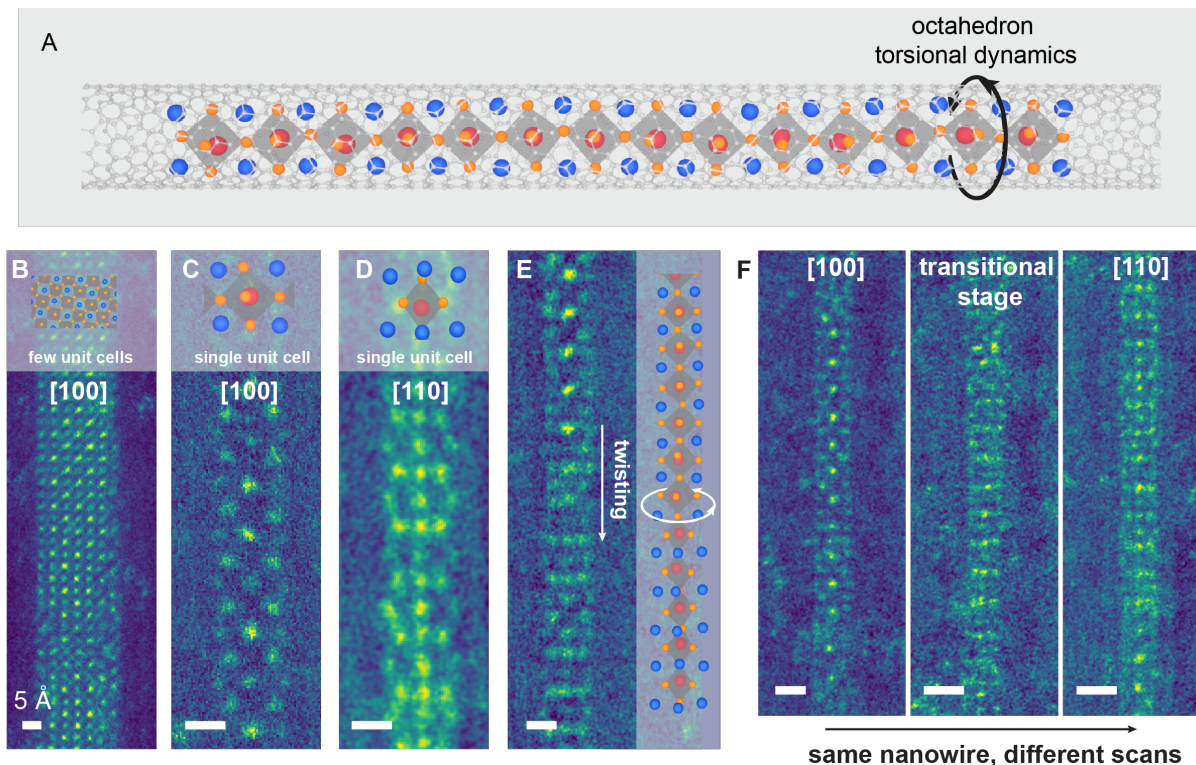 A
octahedron
torsional dynamics
B
few unit cells
[100]
5 Å
C
single unit cell
[100]
D
single unit cell
[110]
E
twisting
F
[100]
transitional
stage
[110]
same nanowire, different scans